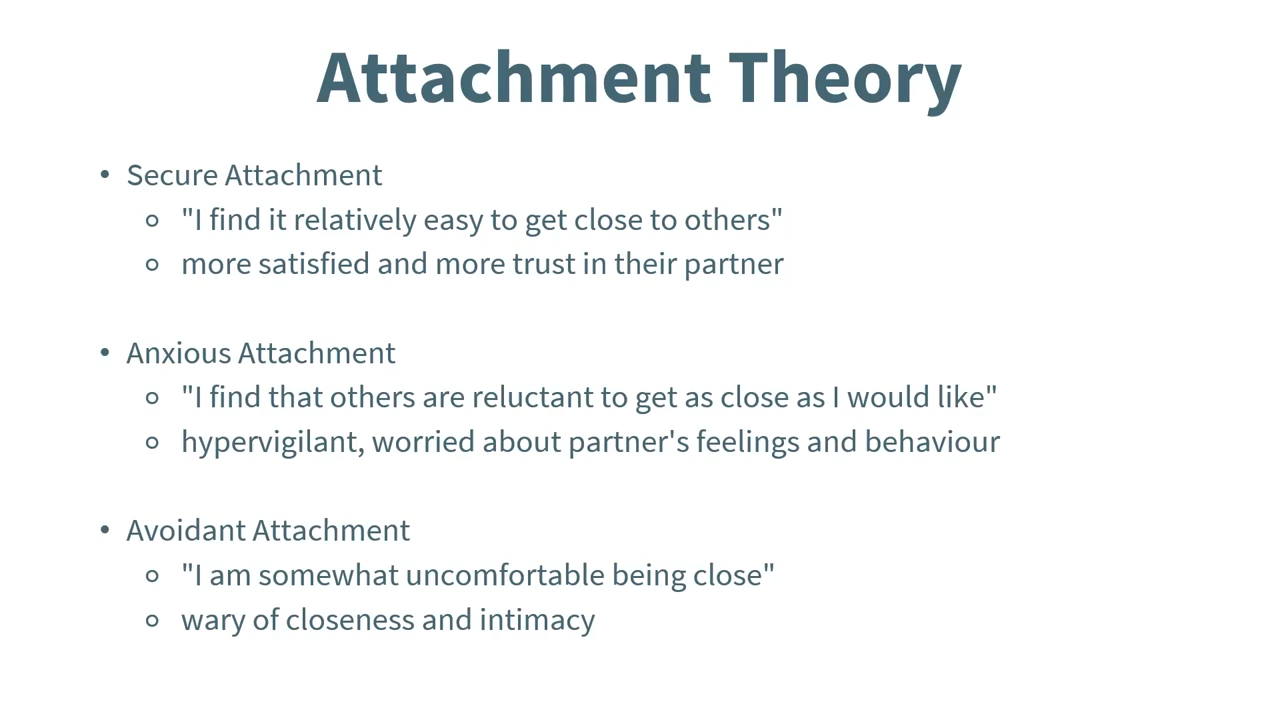 Attachment Theory
• Secure Attachment
○ "I find it relatively easy to get close to others"
○ more satisfied and more trust in their partner
• Anxious Attachment
○ "I find that others are reluctant to get as close as I would like"
○ hypervigilant, worried about partner's feelings and behaviour
• Avoidant Attachment
○ "I am somewhat uncomfortable being close"
○ wary of closeness and intimacy